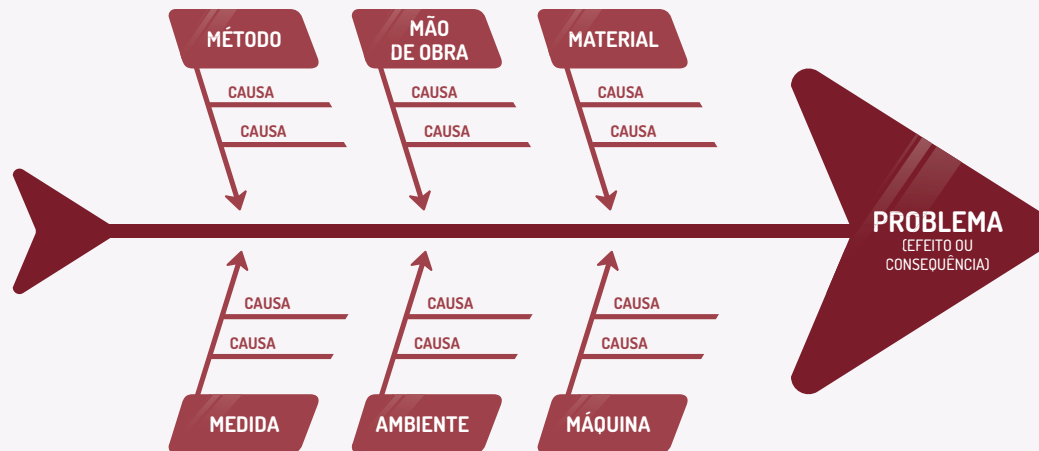 MÉTODO
MÃO
DE OBRA
MATERIAL
CAUSA
CAUSA
CAUSA
CAUSA
CAUSA
CAUSA
PROBLEMA
(EFEITO OU
CONSEQUÊNCIA)
CAUSA
CAUSA
CAUSA
CAUSA
CAUSA
CAUSA
MEDIDA
AMBIENTE
MÁQUINA